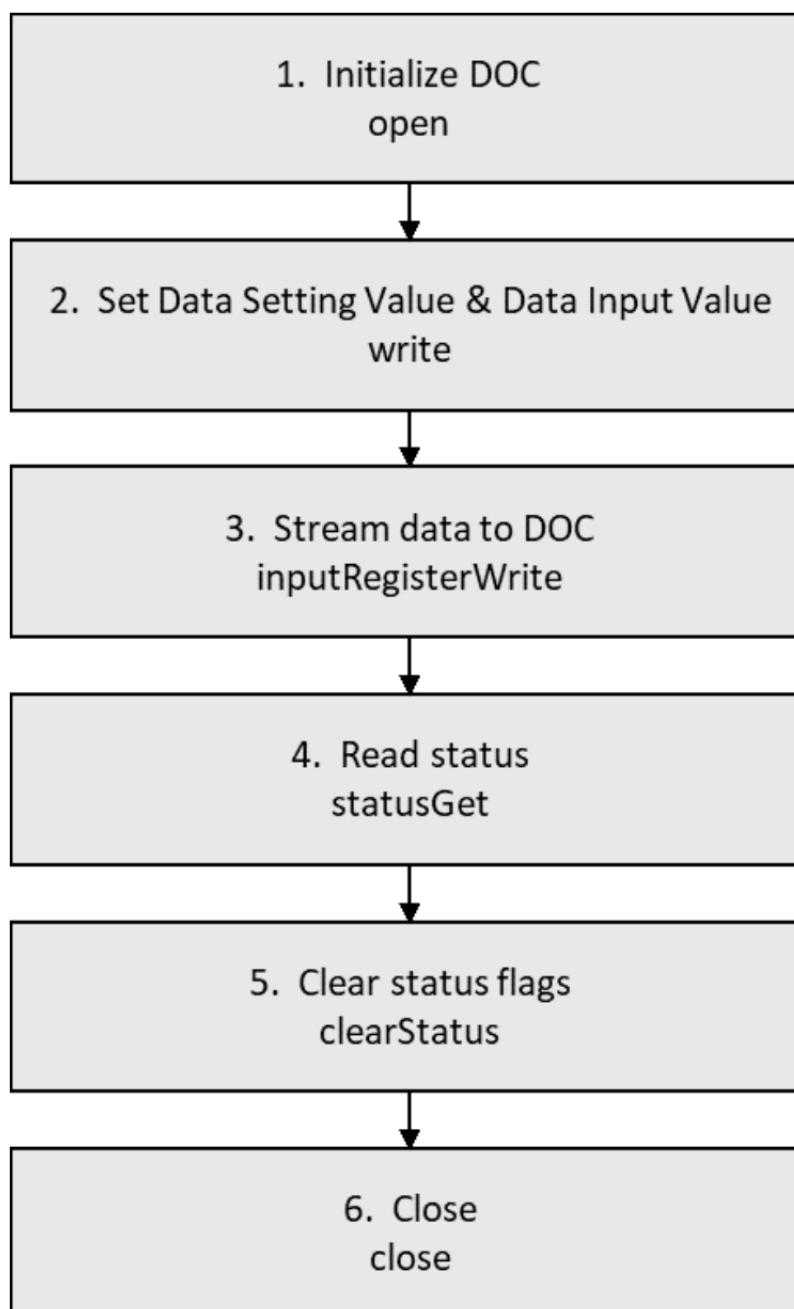 1.  Initialize DOC
open
2.  Set Data Setting Value & Data Input Value
write
3.  Stream data to DOC
inputRegisterWrite
4.  Read status
statusGet
5.  Clear status flags
clearStatus
6.  Close
close